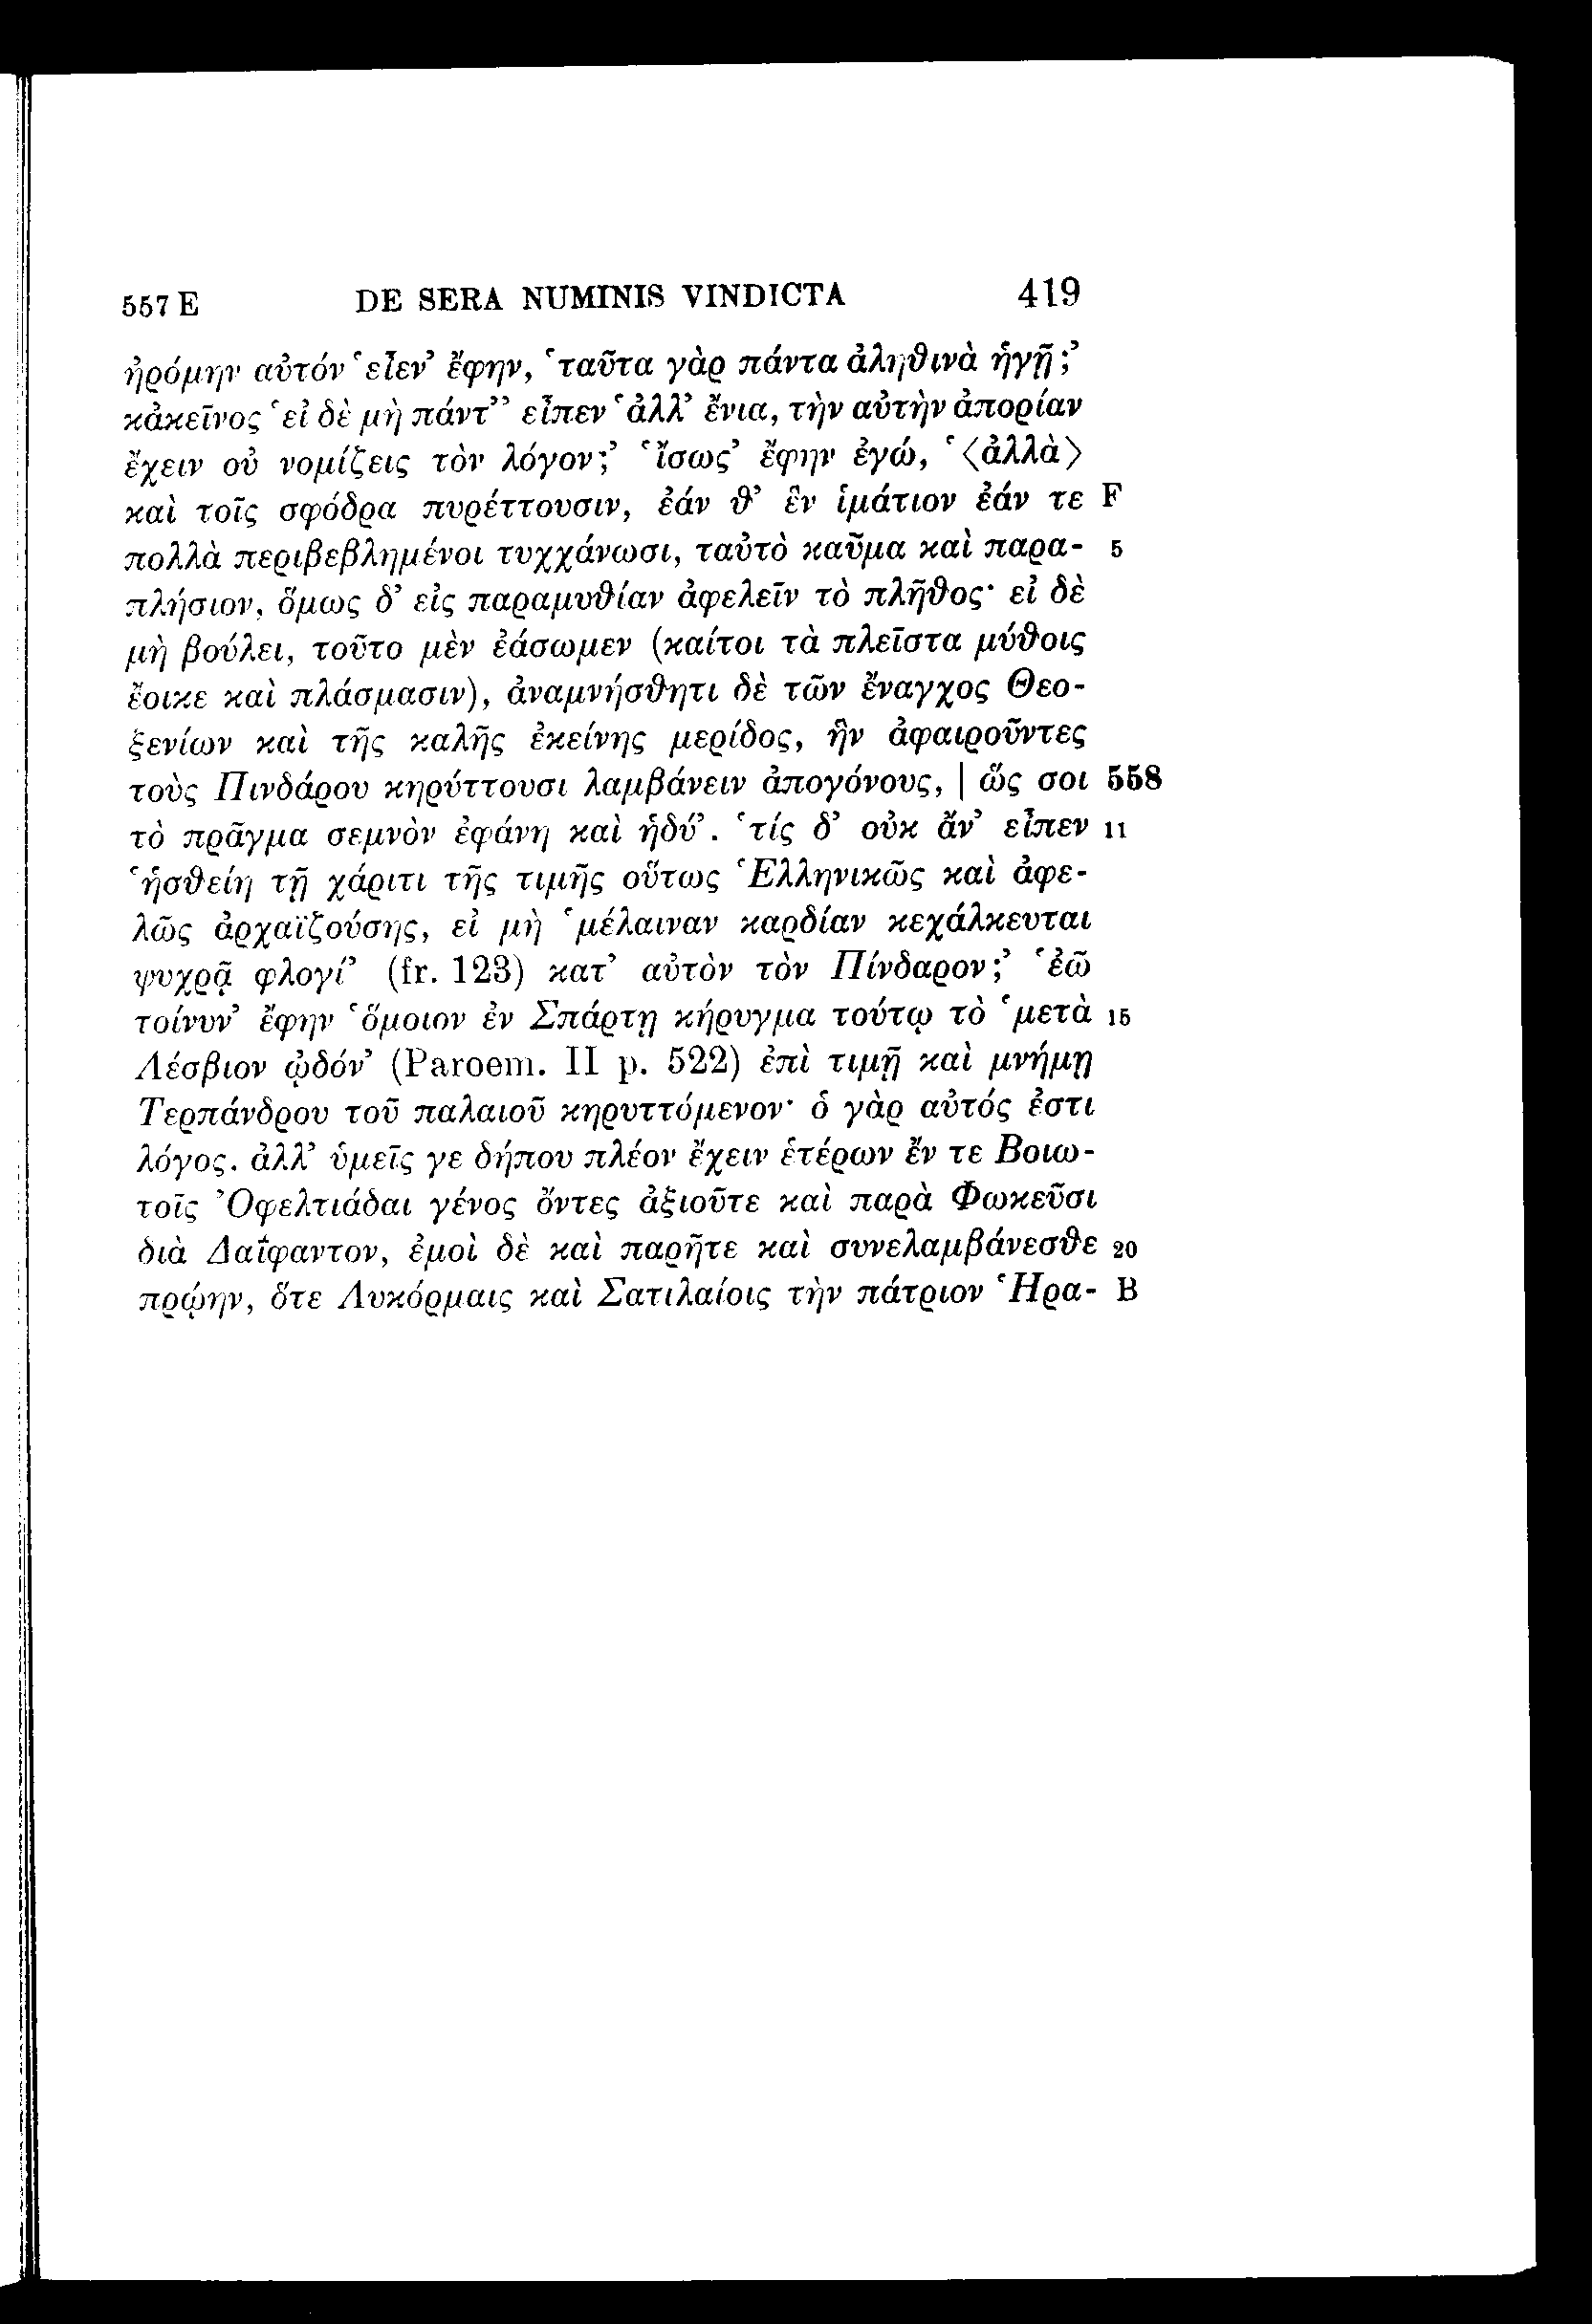 557 E DE SERA NUMINIS VINDICTA 419
ἠρόμην αὐτόν ‘εἶεν’ ἔφην, ‘ταῦτα γὰρ πάντα ἀληθινὰ ἡγῇ;’
κἀκεῖνος ‘εἰ δὲ μὴ πάντ’’ εἶπεν ‘ἀλλ’ ἔνια, τὴν αὐτὴν ἀπορίαν
ἔχειν οὐ νομίζεις τὸν λόγον;’ ‘ἴσως’ ἔφην ἐγώ, ‘〈ἀλλὰ〉
καὶ τοῖς σφόδρα πυρέττουσιν, ἐάν θ’ ἓν ἱμάτιον ἐάν τε F
πολλὰ περιβεβλημένοι τυχχάνωσι, ταὐτὸ καῦμα καὶ παρα- 5
πλήσιον, ὅμως δ’ εἰς παραμυθίαν ἀφελεῖν τὸ πλῆθος· εἰ δὲ
μὴ βούλει, τοῦτο μὲν ἐάσωμεν (καίτοι τὰ πλεῖστα μύθοις
ἔοικε καὶ πλάσμασιν), ἀναμνήσθητι δὲ τῶν ἔναγχος Θεο-
ξενίων καὶ τῆς καλῆς ἐκείνης μερίδος, ἣν ἀφαιροῦντες
τοὺς Πινδάρου κηρύττουσι λαμβάνειν ἀπογόνους, | ὥς σοι 558
τὸ πρᾶγμα σεμνὸν ἐφάνη καὶ ἡδύ’. ‘τίς δ’ οὐκ ἄν’ εἶπεν 11
‘ἡσθείη τῇ χάριτι τῆς τιμῆς οὕτως Ἑλληνικῶς καὶ ἀφε-
λῶς ἀρχαϊζούσης, εἰ μὴ ‘μέλαιναν καρδίαν κεχάλκευται
ψυχρᾷ φλογί’ (fr. 123) κατ’ αὐτὸν τὸν Πίνδαρον;’ ‘ἐῶ
τοίνυν’ ἔφην ‘ὅμοιον ἐν Σπάρτῃ κήρυγμα τούτῳ τὸ ‘μετὰ 15
Λέσβιον ᾠδόν’ (Paroem. II p. 522) ἐπὶ τιμῇ καὶ μνήμῃ
Τερπάνδρου τοῦ παλαιοῦ κηρυττόμενον· ὁ γὰρ αὐτός ἐστι
λόγος. ἀλλ’ ὑμεῖς γε δήπου πλέον ἔχειν ἑτέρων ἔν τε Βοιω-
τοῖς Ὀφελτιάδαι γένος ὄντες ἀξιοῦτε καὶ παρὰ Φωκεῦσι
διὰ Δαΐφαντον, ἐμοὶ δὲ καὶ παρῆτε καὶ συνελαμβάνεσθε 20
πρῴην, ὅτε Λυκόρμαις καὶ Σατιλαίοις τὴν πάτριον Ἡρα- B